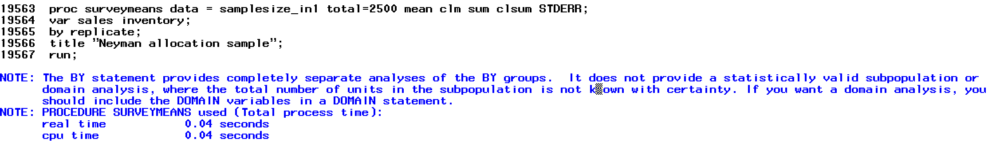 19563  proc surveymeans data = samplesize_in1 total=2500 mean clm sum clsum STDERR;
19564  var sales inventory;
19565  by replicate;
19566  title "Neyman allocation sample";
19567  run;
NOTE: The BY statement provides completely separate analyses of the BY groups.  It does not provide a statistically valid subpopulation or
domain analysis, where the total number of units in the subpopulation is not known with certainty. If you want a domain analysis, you
should include the DOMAIN variables in a DOMAIN statement.
NOTE: PROCEDURE SURVEYMEANS used (Total process time):
real time           0.04 seconds
cpu time            0.04 seconds